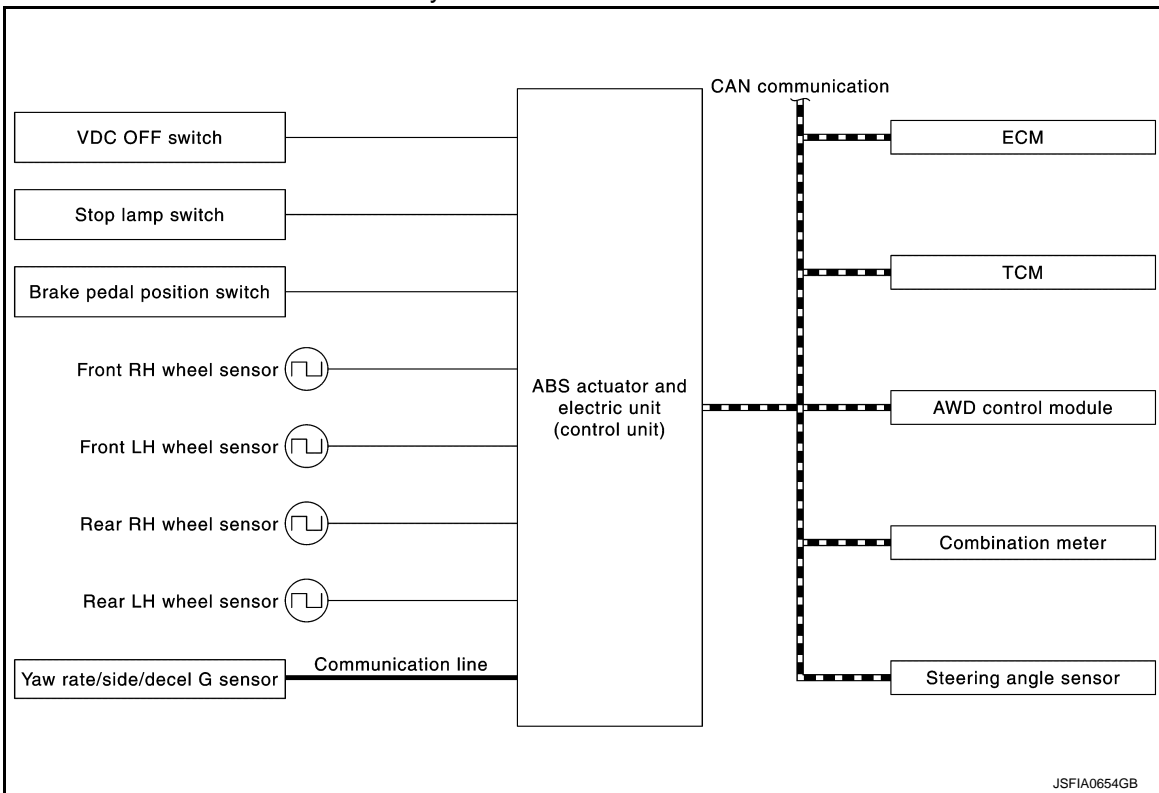 CAN communication
VDC OFF switch
ECM
Stop lamp switch
TCM
Brake pedal position switch
Front RH wheel sensor
ABS actuator and
electric unit
(control unit)
AWD control module
Front LH wheel sensor
Rear RH wheel sensor
Combination meter
Rear LH wheel sensor
Communication line
Yaw rate/side/decel G sensor
Steering angle sensor
JSFIA0654GB